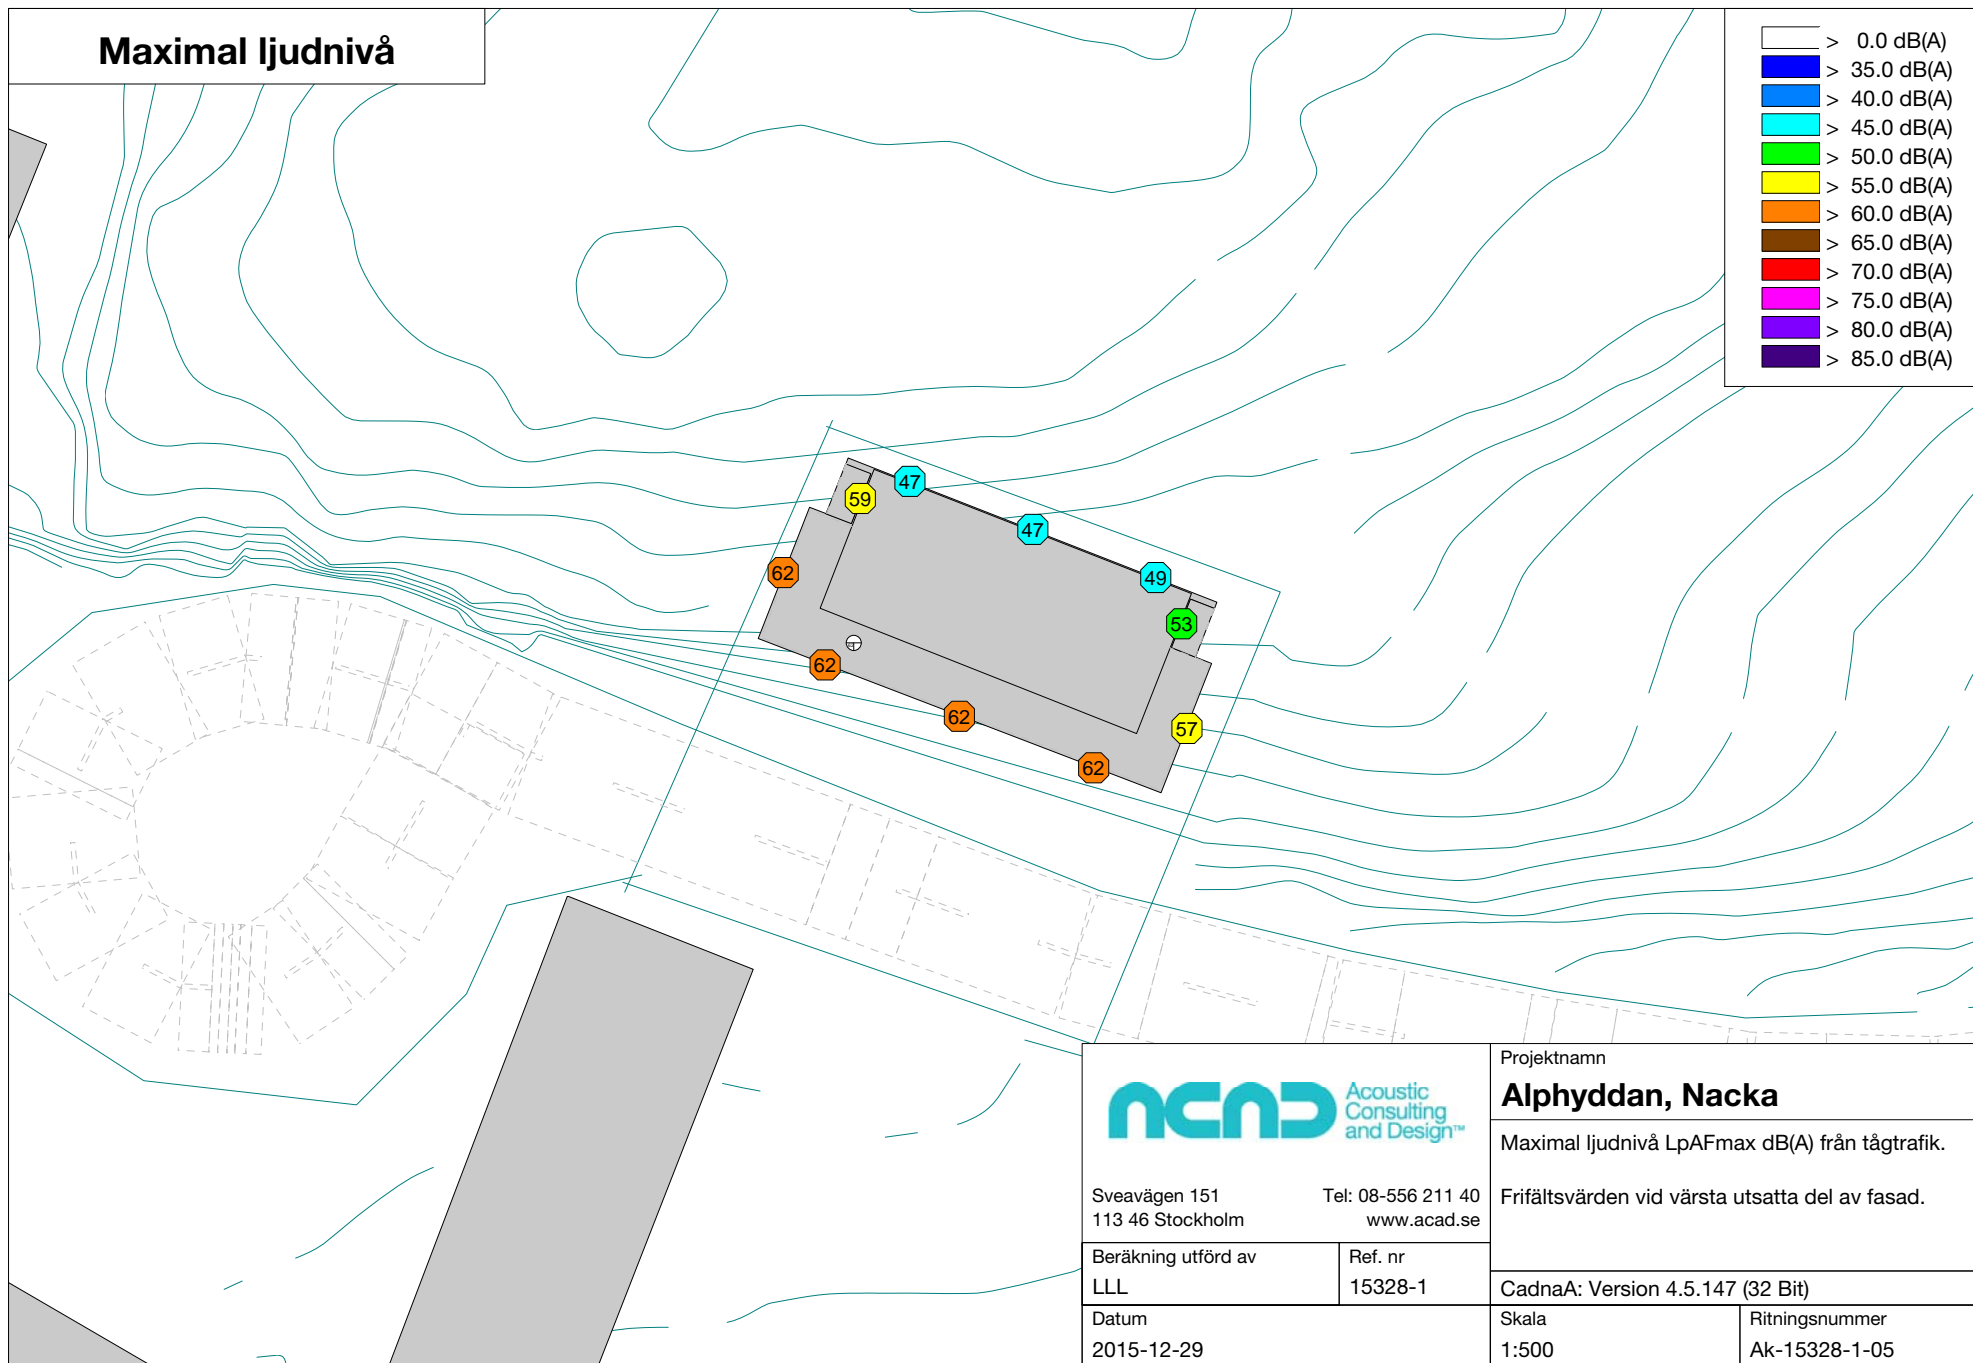 Maximal ljudnivå
> 0.0 dB(A)
> 35.0 dB(A)
> 40.0 dB(A)
> 45.0 dB(A)
> 50.0 dB(A)
> 55.0 dB(A)
> 60.0 dB(A)
> 65.0 dB(A)
> 70.0 dB(A)
> 75.0 dB(A)
> 80.0 dB(A)
> 85.0 dB(A)
47
59
47
62
49
53
62
62
57
62
ACAD
Acoustic
Consulting
and Design™
Sveavägen 151
113 46 Stockholm
Tel: 08-556 211 40
www.acad.se
Projektnamn
Alphyddan, Nacka
Maximal ljudnivå LpAFmax dB(A) från tågtrafik.
Frifältsvärden vid värsta utsatta del av fasad.
Beräkning utförd av
LLL
Ref. nr
15328-1
CadnaA: Version 4.5.147 (32 Bit)
Datum
2015-12-29
Skala
1:500
Ritningsnummer
Ak-15328-1-05